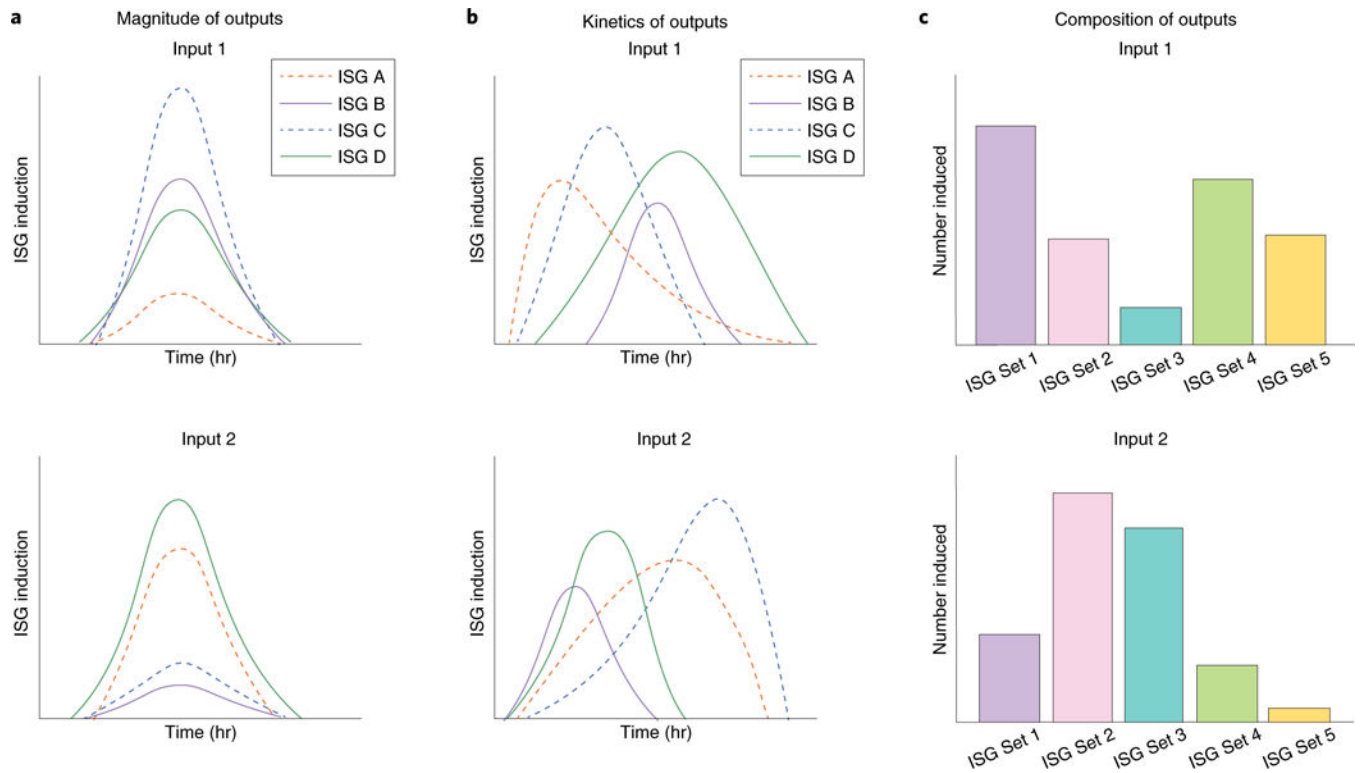 a
Magnitude of outputs
Input 1
ISG A
ISG B
ISG C
ISG D
ISG induction
Time (hr)
Input 2
ISG induction
Time (hr)
b
Kinetics of outputs
Input 1
ISG A
ISG B
ISG C
ISG D
ISG induction
Time (hr)
Input 2
ISG induction
Time (hr)
c
Composition of outputs
Input 1
Number induced
ISG Set 1
ISG Set 2
ISG Set 3
ISG Set 4
ISG Set 5
Input 2
Number induced
ISG Set 1
ISG Set 2
ISG Set 3
ISG Set 4
ISG Set 5